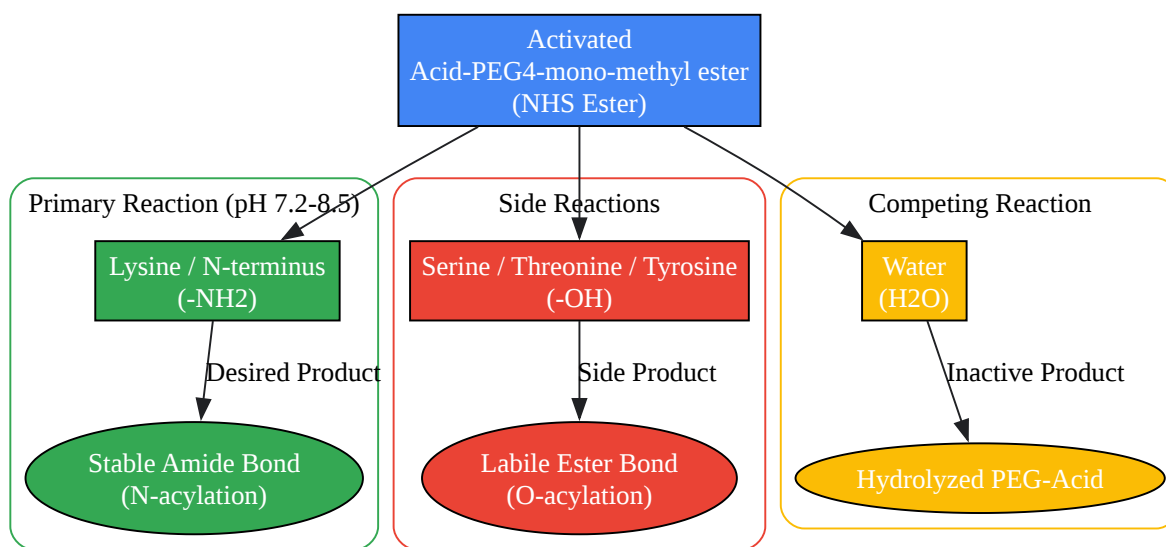 Activated
Acid-PEG4-mono-methyl ester
(NHS Ester)
Primary Reaction (pH 7.2-8.5)
Side Reactions
Competing Reaction
Lysine / N-terminus
(-NH2)
Serine / Threonine / Tyrosine
(-OH)
Water
(H2O)
Desired Product
Side Product
Inactive Product
Stable Amide Bond
(N-acylation)
Labile Ester Bond
(O-acylation)
Hydrolyzed PEG-Acid